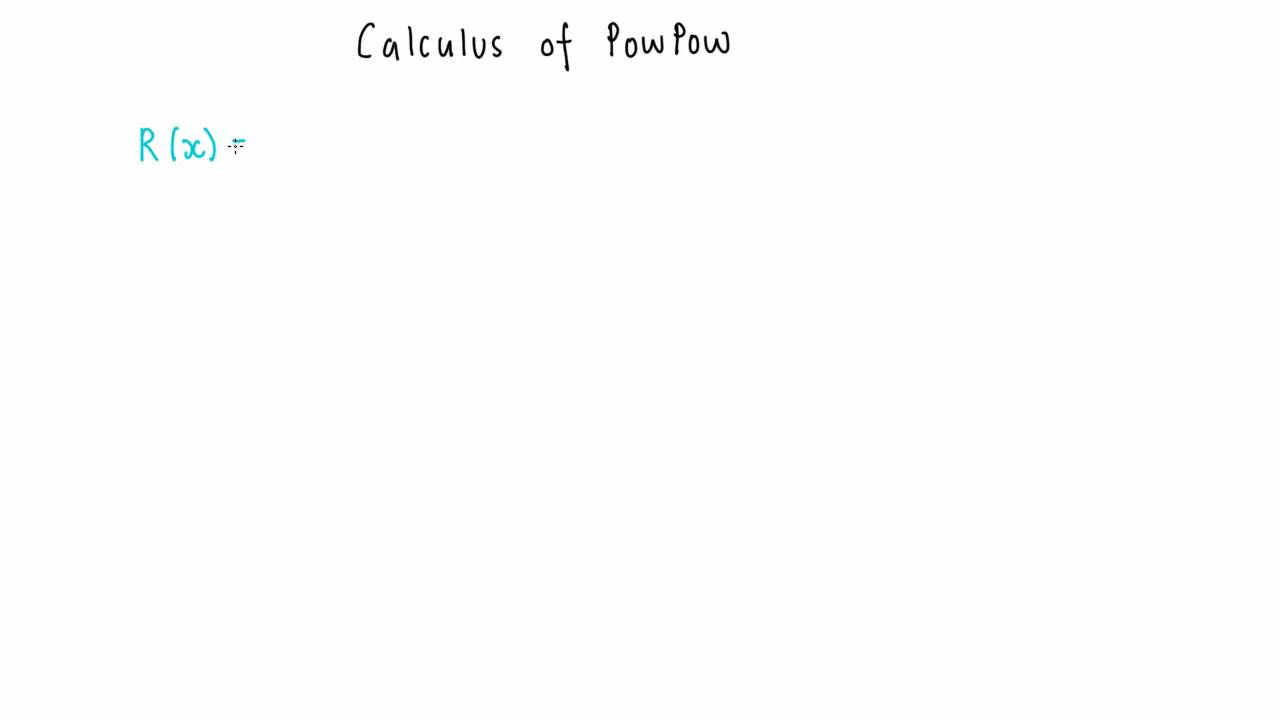 Calculus of PowPow
R(x) =